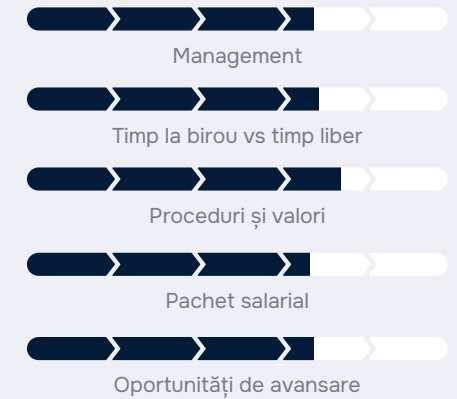 Management
Timp la birou vs timp liber
Proceduri și valori
Pachet salarial
Oportunități de avansare